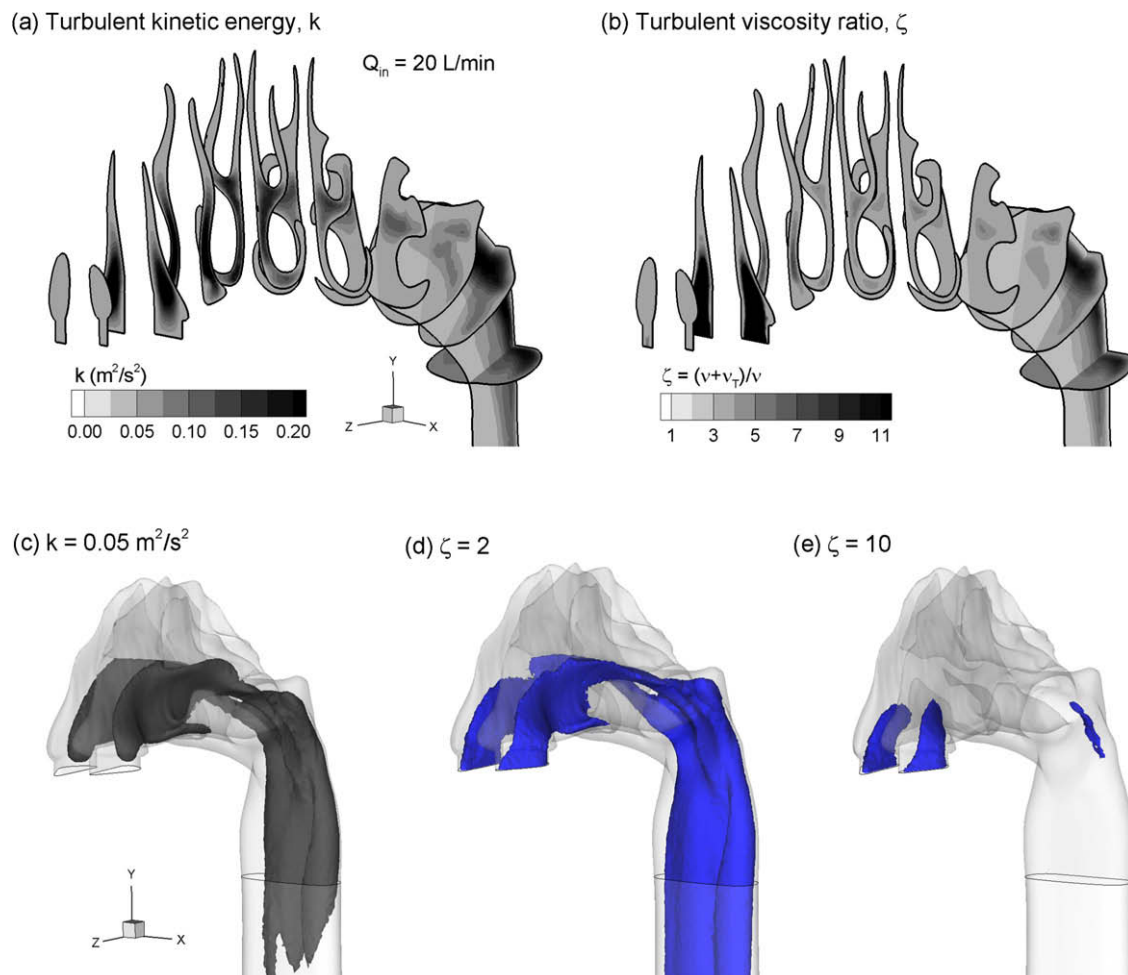 (a) Turbulent kinetic energy, k
(b) Turbulent viscosity ratio, ζ
Q_in = 20 L/min
k (m²/s²)
0.00 0.05 0.10 0.15 0.20
Y
Z
X
ζ = (ν+ν_T)/ν
1 3 5 7 9 11
(c) k = 0.05 m²/s²
(d) ζ = 2
(e) ζ = 10
Y
Z
X